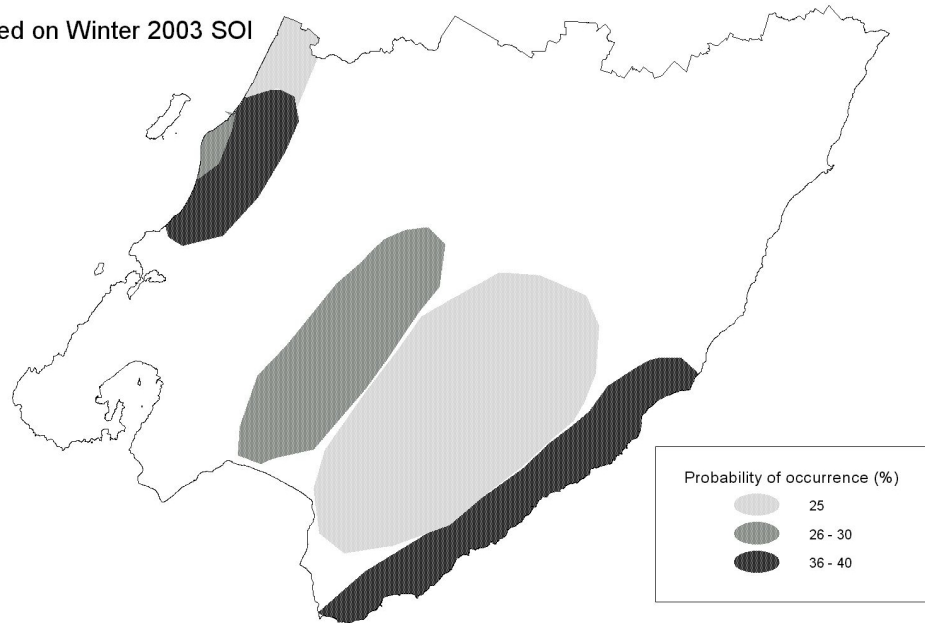 ed on Winter 2003 SOI
Probability of occurrence (%)
25
26 - 30
36 - 40